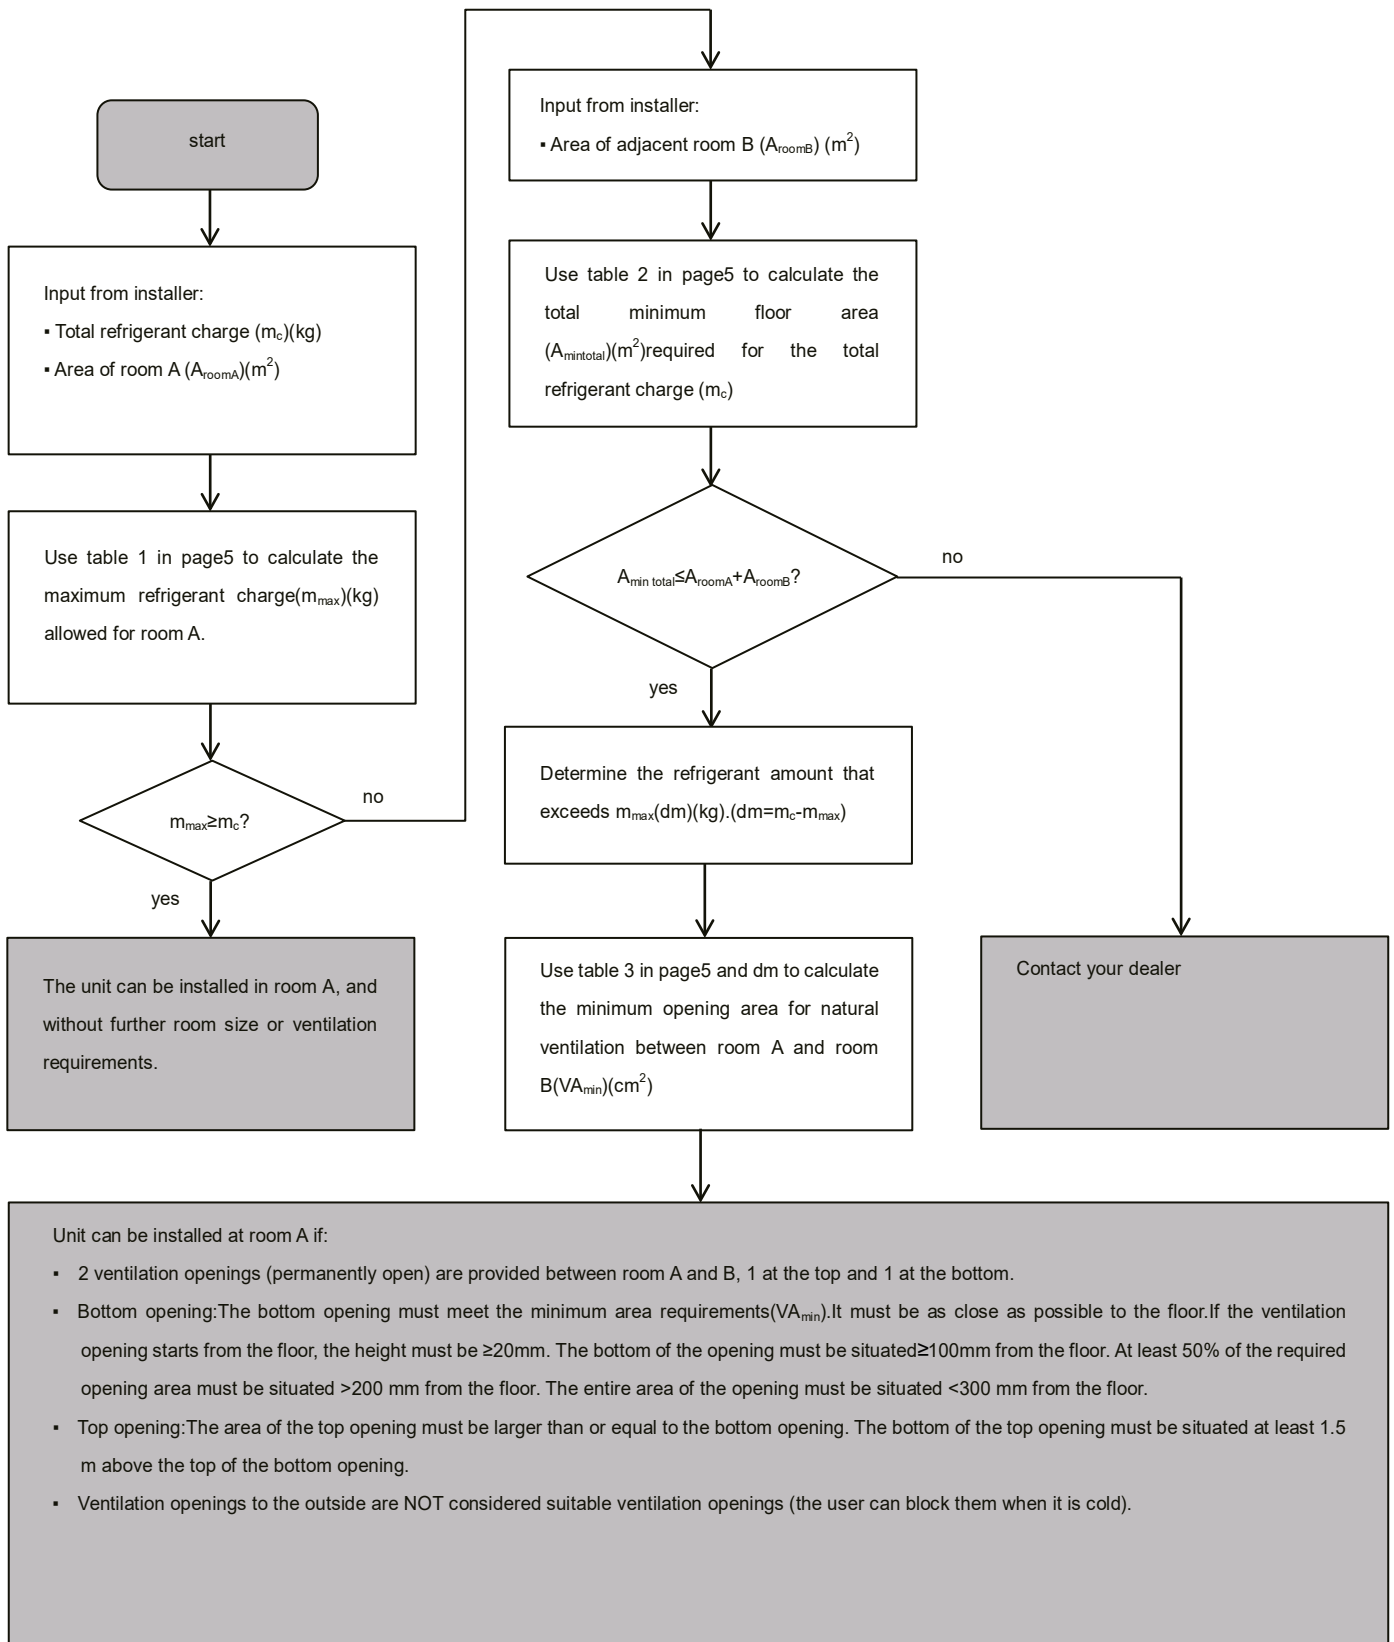 start
Input from installer:
▪ Total refrigerant charge (mc)(kg)
▪ Area of room A (AroomA)(m²)
Use table 1 in page5 to calculate the
maximum refrigerant charge(mmax)(kg)
allowed for room A.
mmax≥mc?
no
yes
The unit can be installed in room A, and
without further room size or ventilation
requirements.
Input from installer:
▪ Area of adjacent room B (AroomB) (m²)
Use table 2 in page5 to calculate the
total minimum floor area
(Amintotal)(m²)required for the total
refrigerant charge (mc)
Amin total≤AroomA+AroomB?
no
yes
Determine the refrigerant amount that
exceeds mmax(dm)(kg).(dm=mc-mmax)
Use table 3 in page5 and dm to calculate
the minimum opening area for natural
ventilation between room A and room
B(VAmin)(cm²)
Contact your dealer
Unit can be installed at room A if:
▪ 2 ventilation openings (permanently open) are provided between room A and B, 1 at the top and 1 at the bottom.
▪ Bottom opening:The bottom opening must meet the minimum area requirements(VAmin).It must be as close as possible to the floor.If the ventilation
opening starts from the floor, the height must be ≥20mm. The bottom of the opening must be situated≥100mm from the floor. At least 50% of the required
opening area must be situated >200 mm from the floor. The entire area of the opening must be situated <300 mm from the floor.
▪ Top opening:The area of the top opening must be larger than or equal to the bottom opening. The bottom of the top opening must be situated at least 1.5
m above the top of the bottom opening.
▪ Ventilation openings to the outside are NOT considered suitable ventilation openings (the user can block them when it is cold).